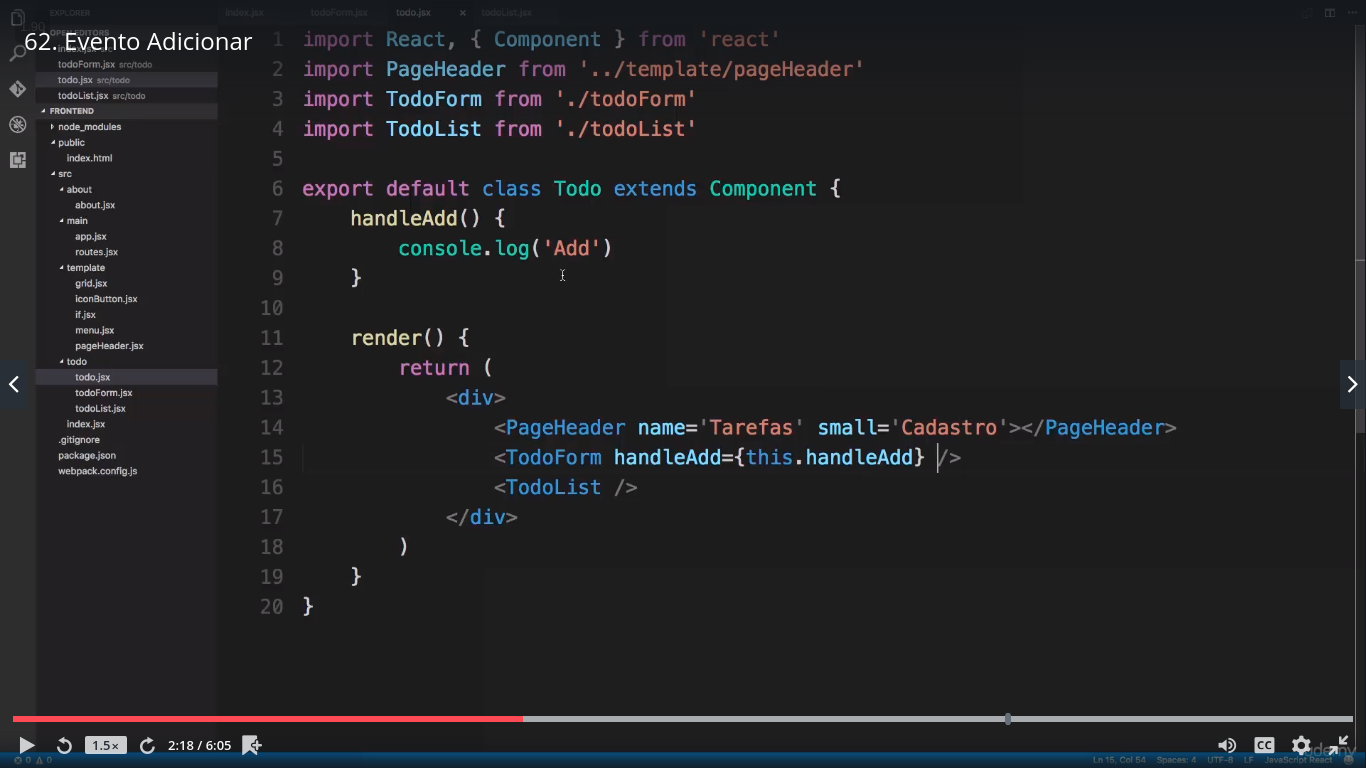 62. Evento Adicionar
EXPLORER
OPEN EDITORS
index.jsx src
todoForm.jsx src/todo
todo.jsx src/todo
todoList.jsx src/todo
FRONTEND
node_modules
public
index.html
src
about
about.jsx
main
app.jsx
routes.jsx
template
grid.jsx
iconButton.jsx
if.jsx
menu.jsx
pageHeader.jsx
todo
todo.jsx
todoForm.jsx
todoList.jsx
index.jsx
.gitignore
package.json
webpack.config.js
index.jsx todoForm.jsx todo.jsx × todoList.jsx
1 import React, { Component } from 'react'
2 import PageHeader from '../template/pageHeader'
3 import TodoForm from './todoForm'
4 import TodoList from './todoList'
5
6 export default class Todo extends Component {
7 handleAdd() {
8 console.log('Add')
9 }
10
11 render() {
12 return (
13 <div>
14 <PageHeader name='Tarefas' small='Cadastro'></PageHeader>
15 <TodoForm handleAdd={this.handleAdd} />
16 <TodoList />
17 </div>
18 )
19 }
20 }
1.5× 2:18 / 6:05 CC
udemy
0 0 Ln 15, Col 54 Spaces: 4 UTF-8 LF JavaScript React